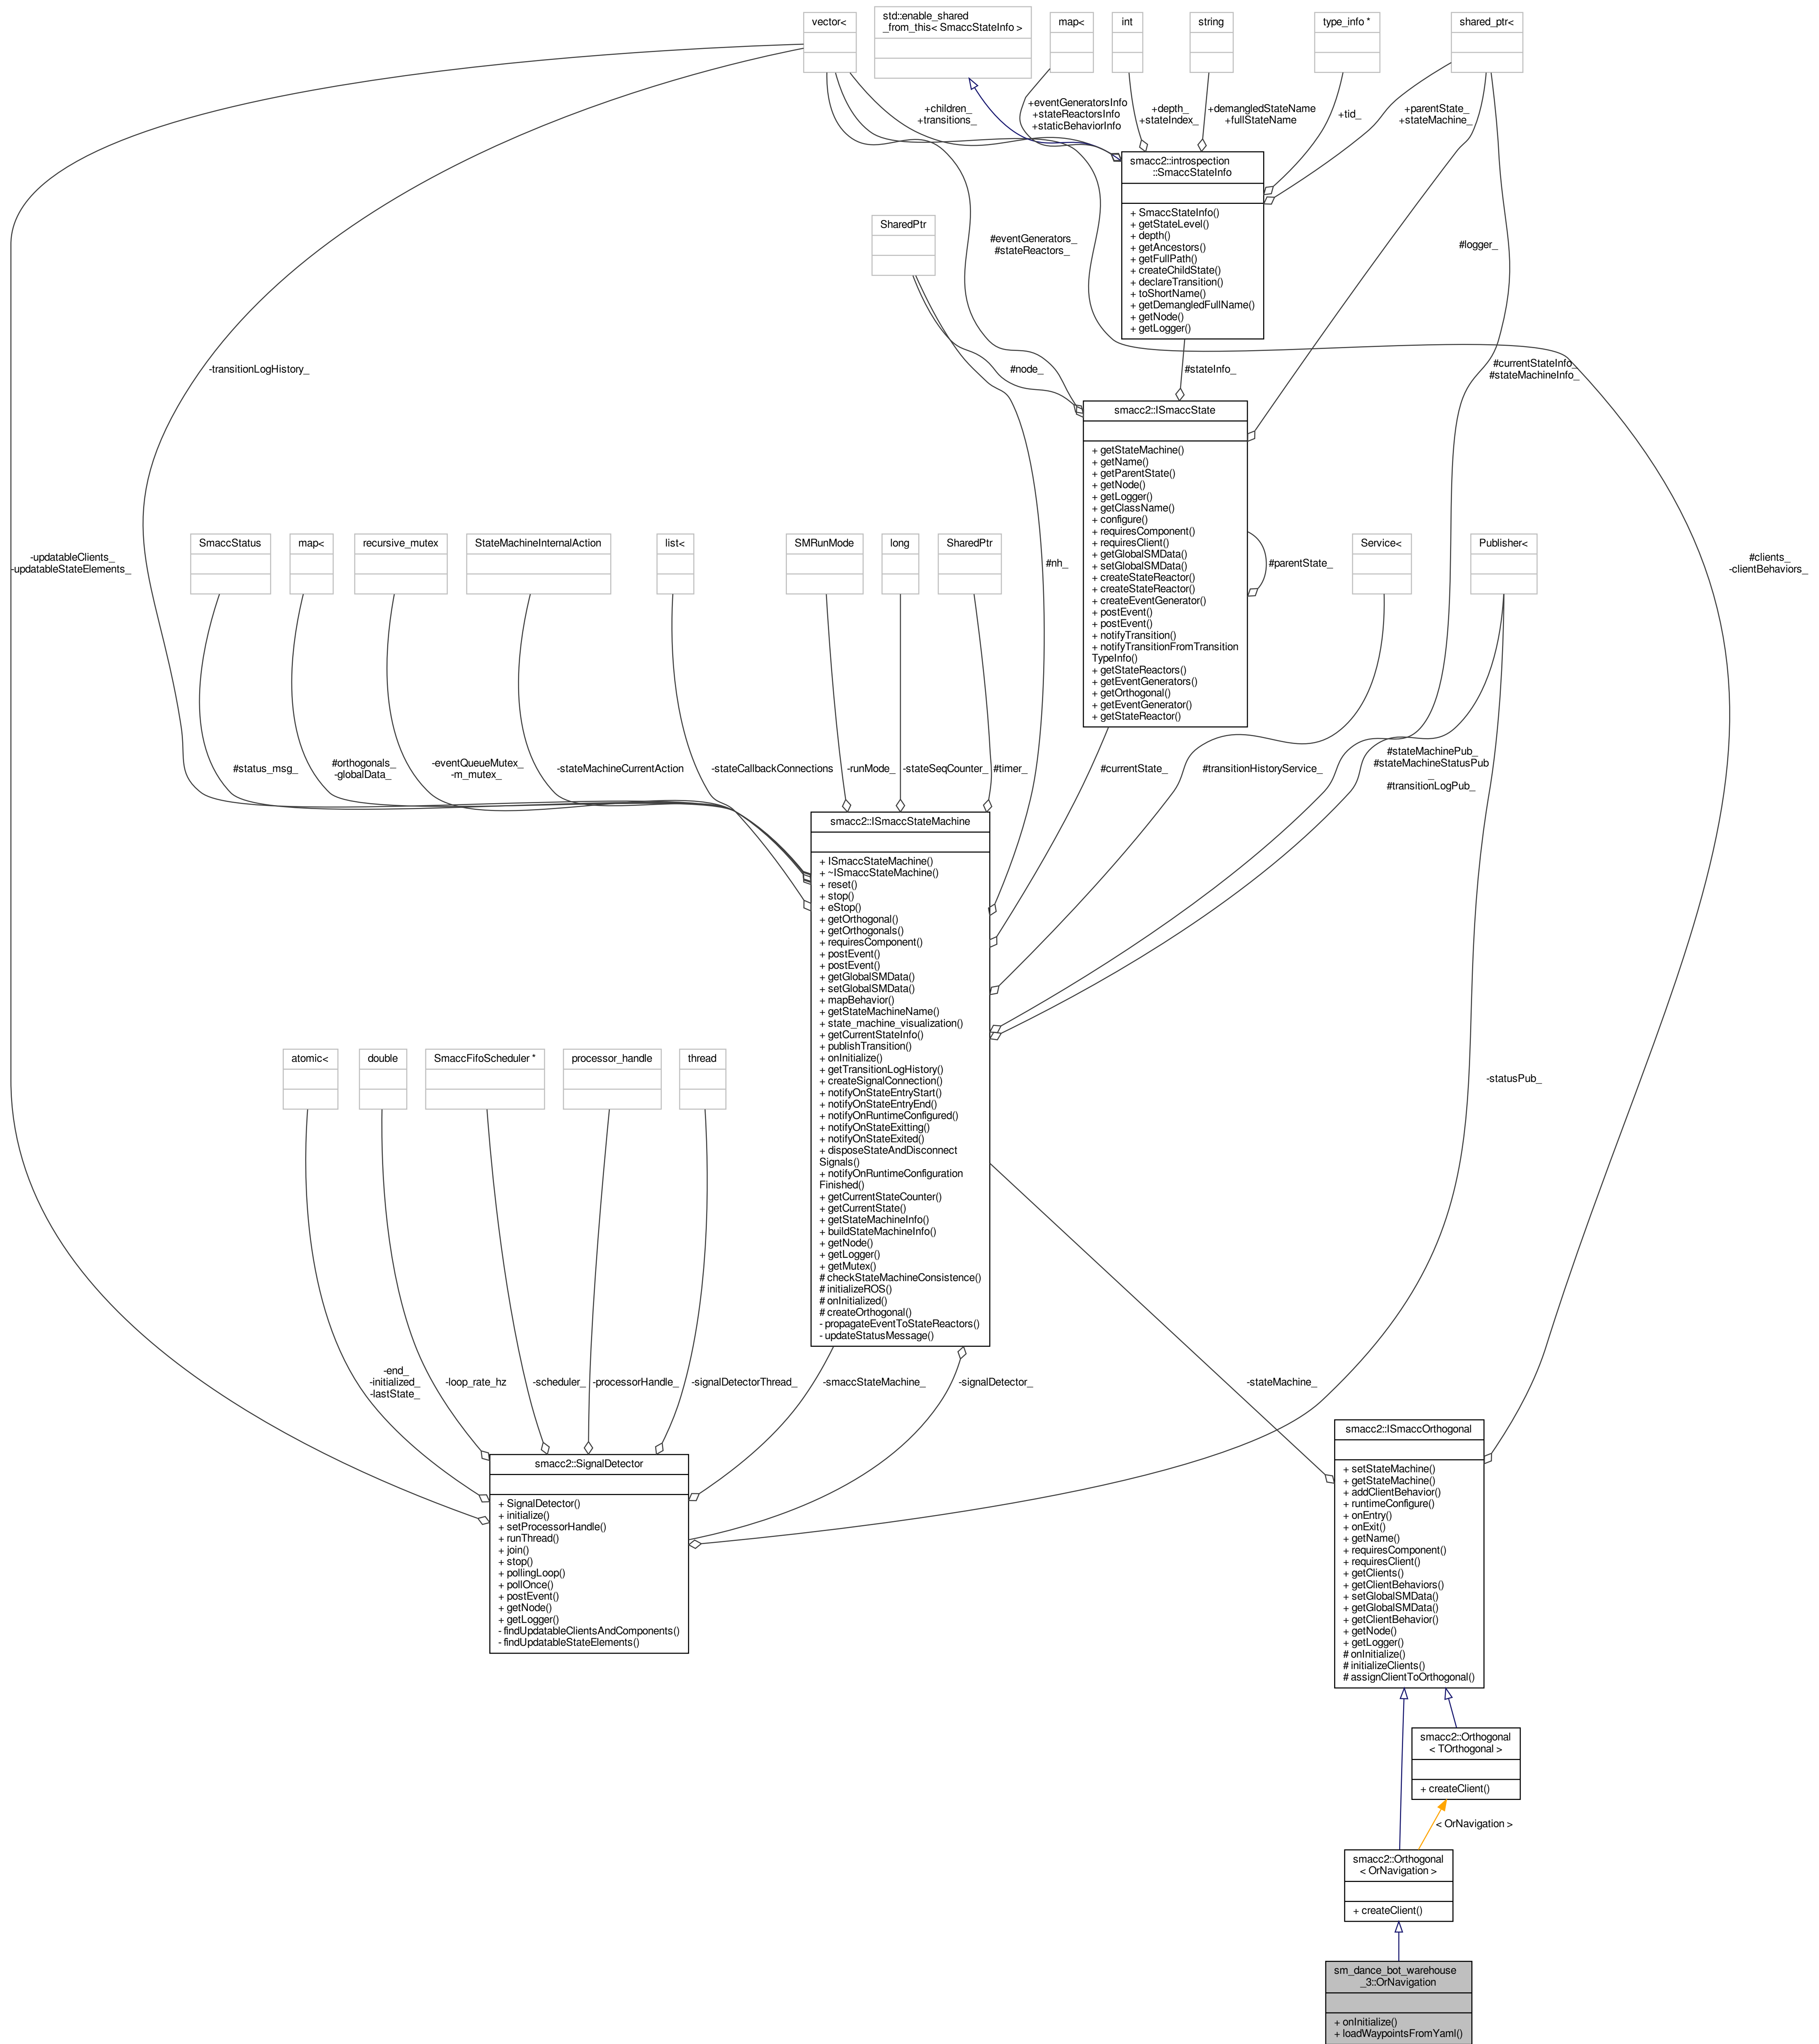 vector<
std::enable_shared
_from_this< SmaccStateInfo >
map<
int
string
type_info *
shared_ptr<
+children_
+transitions_
+eventGeneratorsInfo
+stateReactorsInfo
+staticBehaviorInfo
+depth_
+stateIndex_
+demangledStateName
+fullStateName
+tid_
+parentState_
+stateMachine_
smacc2::introspection
::SmaccStateInfo
+ SmaccStateInfo()
+ getStateLevel()
+ depth()
+ getAncestors()
+ getFullPath()
+ createChildState()
+ declareTransition()
+ toShortName()
+ getDemangledFullName()
+ getNode()
+ getLogger()
SharedPtr
#eventGenerators_
#stateReactors_
#logger_
-transitionLogHistory_
#node_
#stateInfo_
#currentStateInfo_
#stateMachineInfo_
smacc2::ISmaccState
+ getStateMachine()
+ getName()
+ getParentState()
+ getNode()
+ getLogger()
+ getClassName()
+ configure()
+ requiresComponent()
+ requiresClient()
+ getGlobalSMData()
+ setGlobalSMData()
+ createStateReactor()
+ createStateReactor()
+ createEventGenerator()
+ postEvent()
+ postEvent()
+ notifyTransition()
+ notifyTransitionFromTransition
TypeInfo()
+ getStateReactors()
+ getEventGenerators()
+ getOrthogonal()
+ getEventGenerator()
+ getStateReactor()
-updatableClients_
-updatableStateElements_
SmaccStatus
map<
recursive_mutex
StateMachineInternalAction
list<
SMRunMode
long
SharedPtr
#nh_
#parentState_
Service<
Publisher<
#clients_
-clientBehaviors_
#status_msg_
#orthogonals_
-globalData_
-eventQueueMutex_
-m_mutex_
-stateMachineCurrentAction
-stateCallbackConnections
-runMode_
-stateSeqCounter_
#timer_
#currentState_
#transitionHistoryService_
#stateMachinePub_
#stateMachineStatusPub
_
#transitionLogPub_
smacc2::ISmaccStateMachine
+ ISmaccStateMachine()
+ ~ISmaccStateMachine()
+ reset()
+ stop()
+ eStop()
+ getOrthogonal()
+ getOrthogonals()
+ requiresComponent()
+ postEvent()
+ postEvent()
+ getGlobalSMData()
+ setGlobalSMData()
+ mapBehavior()
+ getStateMachineName()
+ state_machine_visualization()
+ getCurrentStateInfo()
+ publishTransition()
+ onInitialize()
+ getTransitionLogHistory()
+ createSignalConnection()
+ notifyOnStateEntryStart()
+ notifyOnStateEntryEnd()
+ notifyOnRuntimeConfigured()
+ notifyOnStateExitting()
+ notifyOnStateExited()
+ disposeStateAndDisconnect
Signals()
+ notifyOnRuntimeConfiguration
Finished()
+ getCurrentStateCounter()
+ getCurrentState()
+ getStateMachineInfo()
+ buildStateMachineInfo()
+ getNode()
+ getLogger()
+ getMutex()
# checkStateMachineConsistence()
# initializeROS()
# onInitialized()
# createOrthogonal()
- propagateEventToStateReactors()
- updateStatusMessage()
atomic<
double
SmaccFifoScheduler *
processor_handle
thread
-statusPub_
-end_
-initialized_
-lastState_
-loop_rate_hz
-scheduler_
-processorHandle_
-signalDetectorThread_
-smaccStateMachine_
-signalDetector_
-stateMachine_
smacc2::SignalDetector
+ SignalDetector()
+ initialize()
+ setProcessorHandle()
+ runThread()
+ join()
+ stop()
+ pollingLoop()
+ pollOnce()
+ postEvent()
+ getNode()
+ getLogger()
- findUpdatableClientsAndComponents()
- findUpdatableStateElements()
smacc2::ISmaccOrthogonal
+ setStateMachine()
+ getStateMachine()
+ addClientBehavior()
+ runtimeConfigure()
+ onEntry()
+ onExit()
+ getName()
+ requiresComponent()
+ requiresClient()
+ getClients()
+ getClientBehaviors()
+ setGlobalSMData()
+ getGlobalSMData()
+ getClientBehavior()
+ getNode()
+ getLogger()
# onInitialize()
# initializeClients()
# assignClientToOrthogonal()
smacc2::Orthogonal
< TOrthogonal >
+ createClient()
< OrNavigation >
smacc2::Orthogonal
< OrNavigation >
+ createClient()
sm_dance_bot_warehouse
_3::OrNavigation
+ onInitialize()
+ loadWaypointsFromYaml()